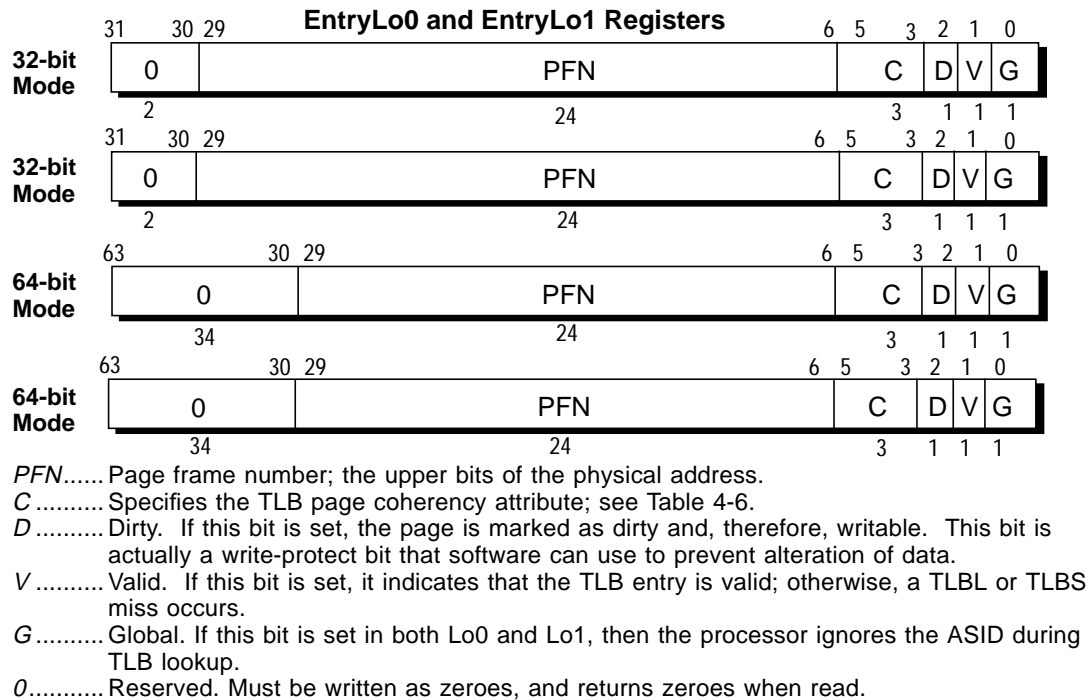 EntryLo0 and EntryLo1 Registers
31 30 29 6 5 3 2 1 0
32-bit Mode 0 PFN C D V G
2 24 3 1 1 1
31 30 29 6 5 3 2 1 0
32-bit Mode 0 PFN C D V G
2 24 3 1 1 1
63 30 29 6 5 3 2 1 0
64-bit Mode 0 PFN C D V G
34 24 3 1 1 1
63 30 29 6 5 3 2 1 0
64-bit Mode 0 PFN C D V G
34 24 3 1 1 1
PFN...... Page frame number; the upper bits of the physical address.
C .......... Specifies the TLB page coherency attribute; see Table 4-6.
D ........... Dirty. If this bit is set, the page is marked as dirty and, therefore, writable. This bit is
actually a write-protect bit that software can use to prevent alteration of data.
V ........... Valid. If this bit is set, it indicates that the TLB entry is valid; otherwise, a TLBL or TLBS
miss occurs.
G .......... Global. If this bit is set in both Lo0 and Lo1, then the processor ignores the ASID during
TLB lookup.
0........... Reserved. Must be written as zeroes, and returns zeroes when read.